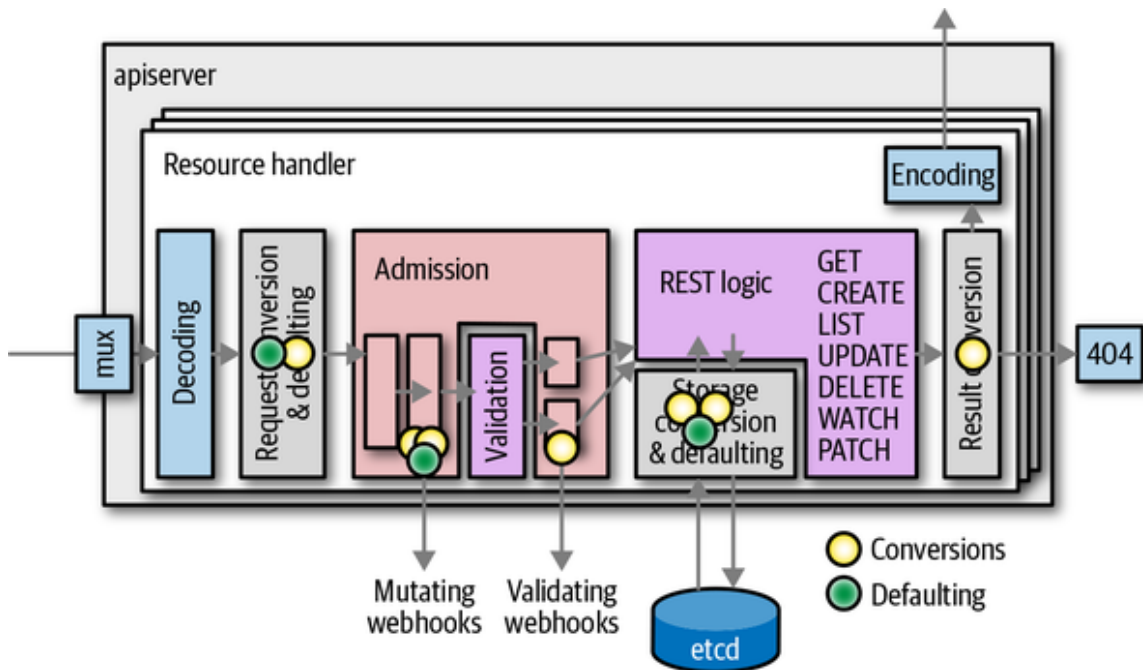 apiserver
Resource handler
Encoding
mux
Decoding
Request conversion
& defaulting
Admission
Validation
REST logic
GET
CREATE
LIST
UPDATE
DELETE
WATCH
PATCH
Storage
conversion
& defaulting
Result conversion
404
Mutating
webhooks
Validating
webhooks
etcd
Conversions
Defaulting